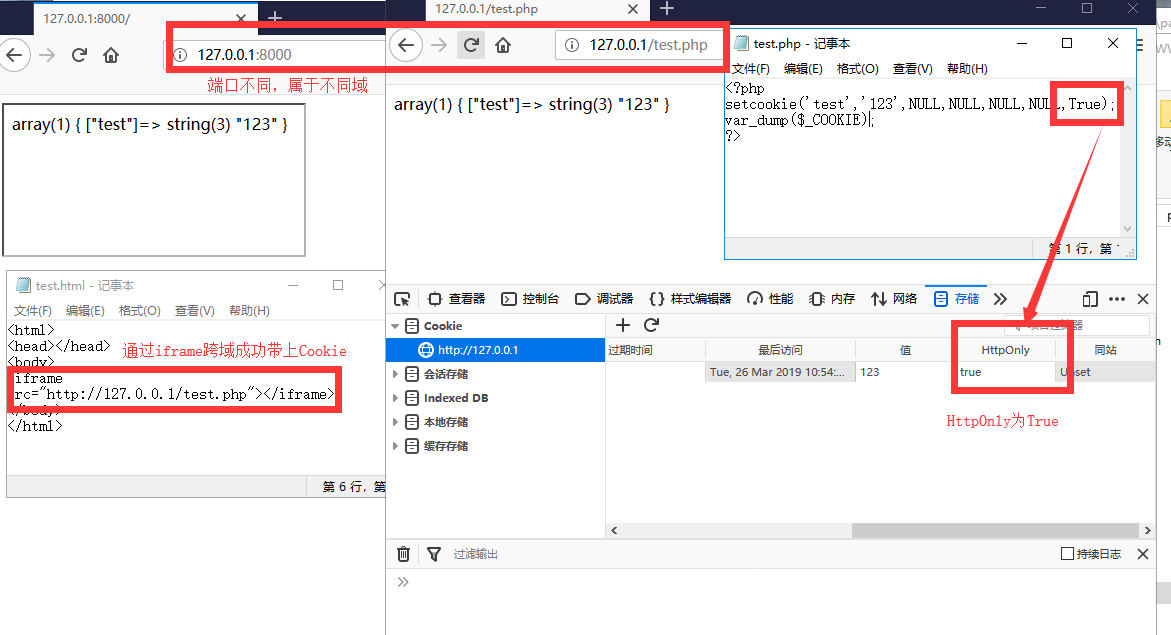 127.0.0.1:8000/
127.0.0.1:8000
端口不同，属于不同域
array(1) { ["test"]=> string(3) "123" }
test.html - 记事本
文件(F) 编辑(E) 格式(O) 查看(V) 帮助(H)
<html>
<head></head>
<body>
iframe
rc="http://127.0.0.1/test.php"></iframe>
</body>
</html>
通过iframe跨域成功带上Cookie
第 6 行，第
127.0.0.1/test.php
127.0.0.1/test.php
array(1) { ["test"]=> string(3) "123" }
test.php - 记事本
文件(F) 编辑(E) 格式(O) 查看(V) 帮助(H)
<?php
setcookie('test','123',NULL,NULL,NULL,NULL,True);
var_dump($_COOKIE);
?>
第 1 行，第
查看器 控制台 调试器 样式编辑器 性能 内存 网络 存储
Cookie
http://127.0.0.1
会话存储
Indexed DB
本地存储
缓存存储
过期时间 最后访问 值 HttpOnly 同站
Tue, 26 Mar 2019 10:54:... 123 true Unset
HttpOnly为True
过滤输出 持续日志